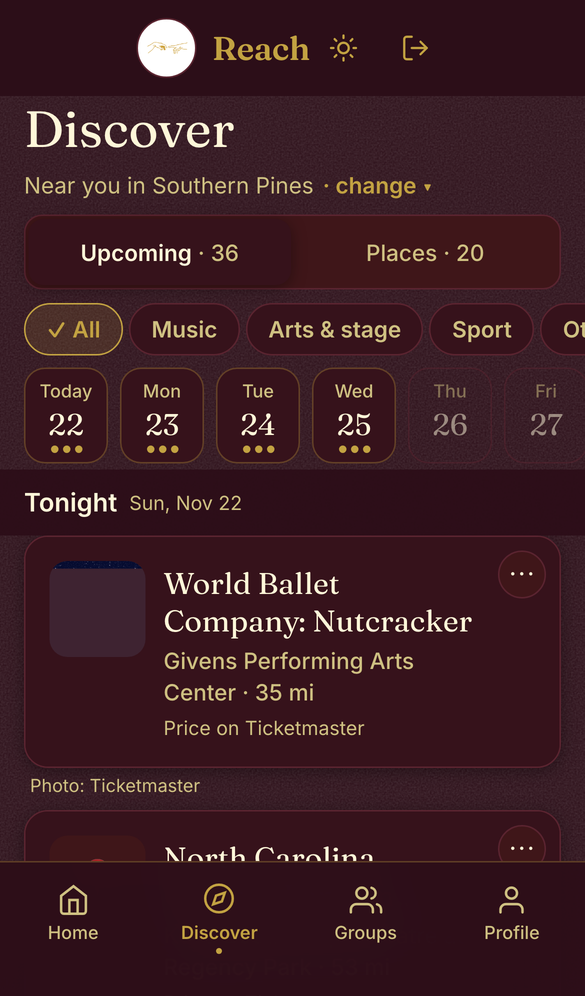 Reach
Discover
Near you in Southern Pines · change ▾
Upcoming · 36
Places · 20
✓ All
Music
Arts & stage
Sport
Today
22
Mon
23
Tue
24
Wed
25
Thu
26
Fri
27
Tonight Sun, Nov 22
World Ballet
Company: Nutcracker
Givens Performing Arts
Center · 35 mi
Price on Ticketmaster
Photo: Ticketmaster
North Carolina
Home
Discover
Groups
Profile